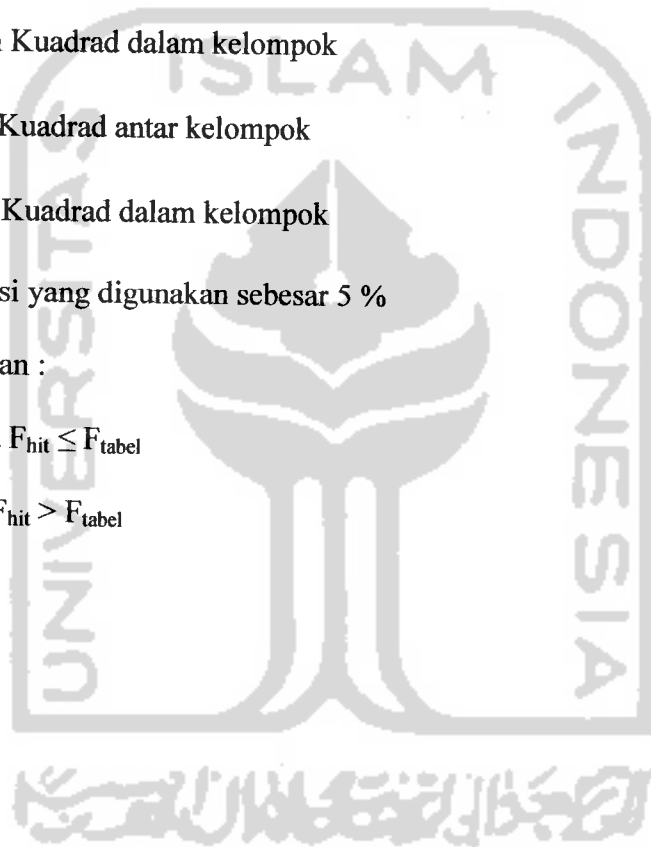 Kuadrad dalam kelompok
ISLAM
Kuadrad antar kelompok
Kuadrad dalam kelompok
si yang digunakan sebesar 5 %
an :
F_hit ≤ F_tabel
F_hit > F_tabel
UNIVERSITAS
INDONESIA